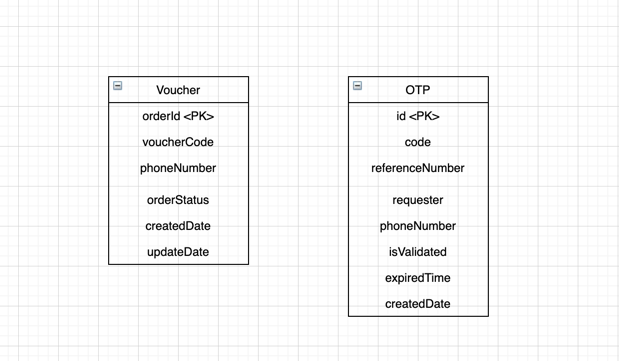 Voucher
orderId <PK>
voucherCode
phoneNumber
orderStatus
createdDate
updateDate
OTP
id <PK>
code
referenceNumber
requester
phoneNumber
isValidated
expiredTime
createdDate